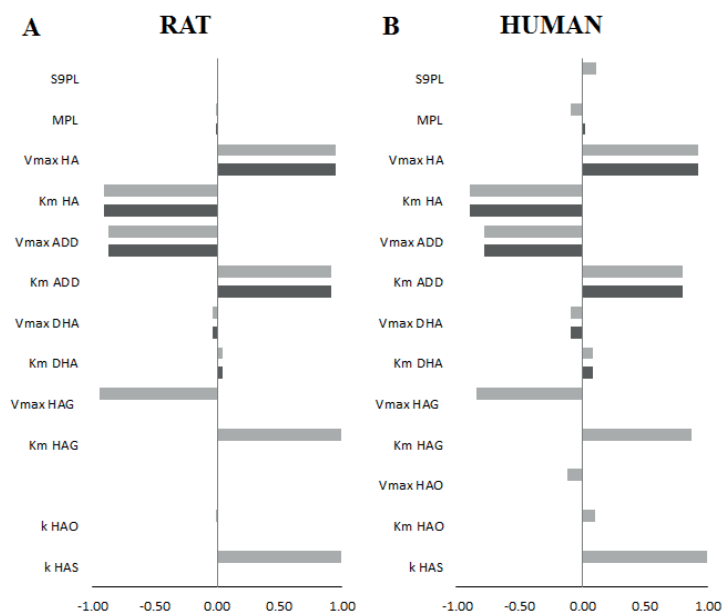 A RAT
S9PL
MPL
Vmax HA
Km HA
Vmax ADD
Km ADD
Vmax DHA
Km DHA
Vmax HAG
Km HAG
k HAO
k HAS
-1.00 -0.50 0.00 0.50 1.00
B HUMAN
S9PL
MPL
Vmax HA
Km HA
Vmax ADD
Km ADD
Vmax DHA
Km DHA
Vmax HAG
Km HAG
Vmax HAO
Km HAO
k HAS
-1.00 -0.50 0.00 0.50 1.00